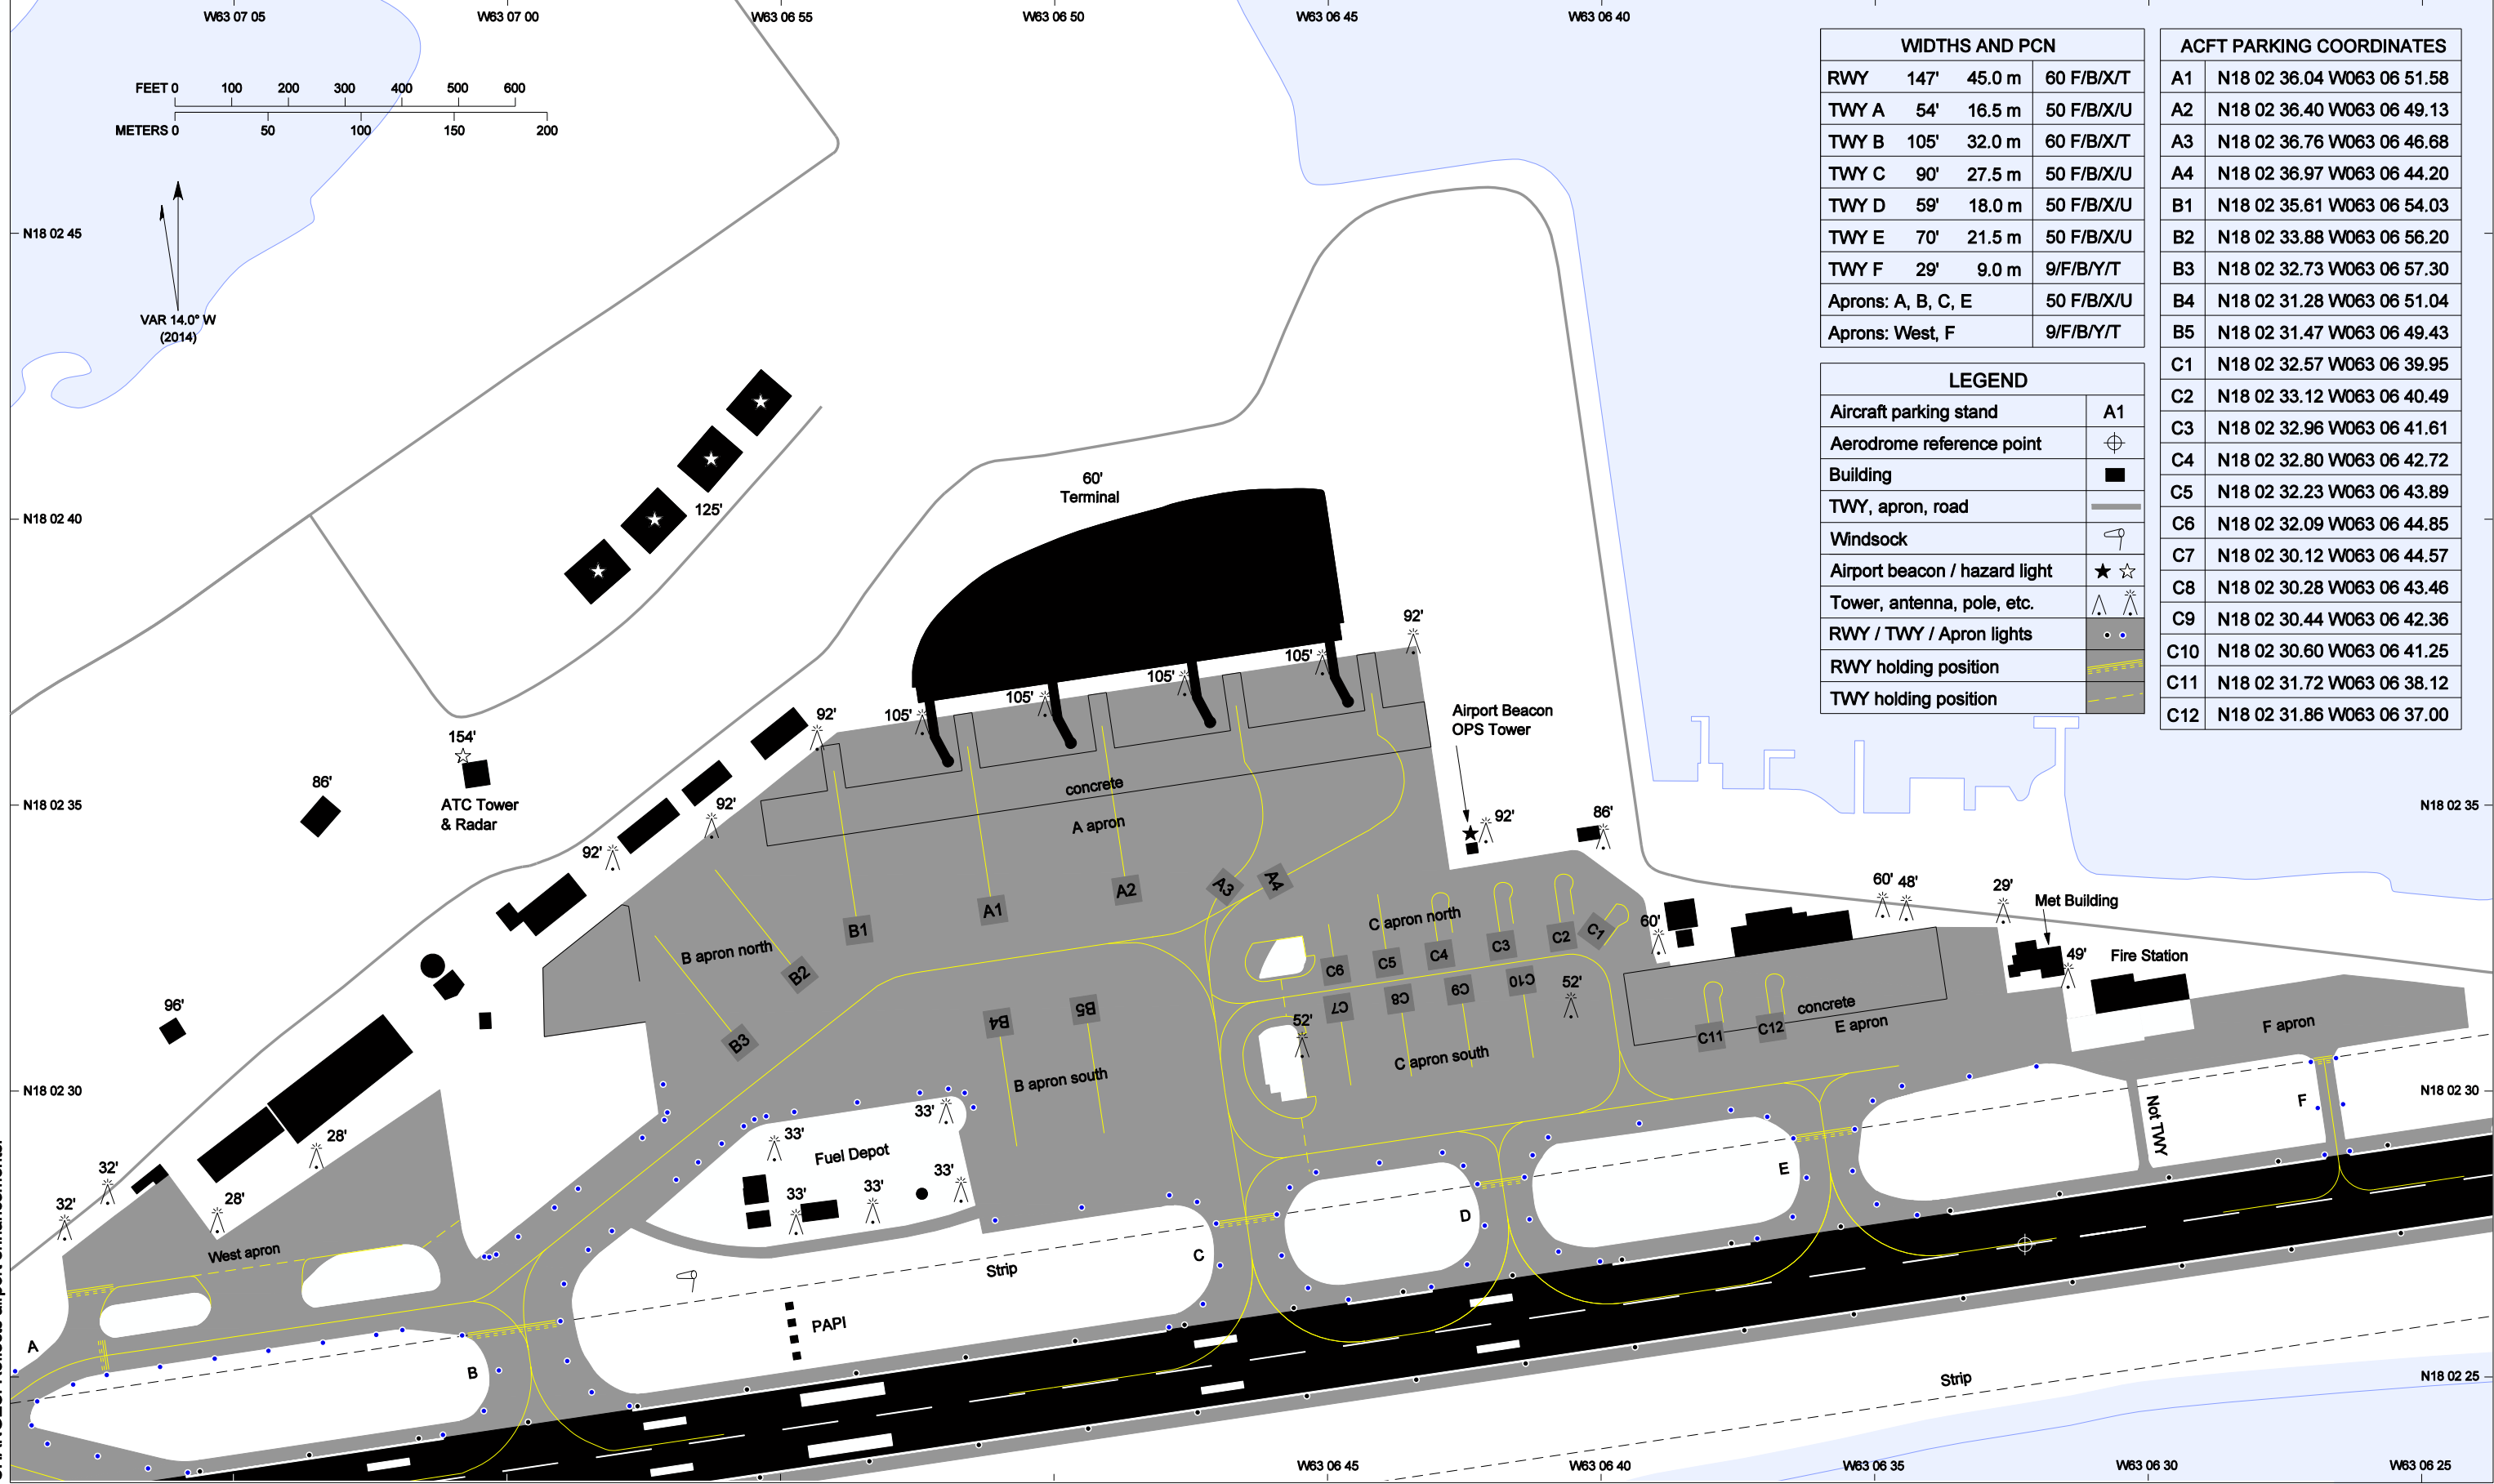 W63 07 05
W63 07 00
W63 06 55
W63 06 50
W63 06 45
W63 06 40
FEET 0 100 200 300 400 500 600
METERS 0 50 100 150 200
VAR 14.0° W
(2014)
WIDTHS AND PCN
RWY 147' 45.0 m 60 F/B/X/T
TWY A 54' 16.5 m 50 F/B/X/U
TWY B 105' 32.0 m 60 F/B/X/T
TWY C 90' 27.5 m 50 F/B/X/U
TWY D 59' 18.0 m 50 F/B/X/U
TWY E 70' 21.5 m 50 F/B/X/U
TWY F 29' 9.0 m 9/F/B/Y/T
Aprons: A, B, C, E 50 F/B/X/U
Aprons: West, F 9/F/B/Y/T
LEGEND
Aircraft parking stand A1
Aerodrome reference point
Building
TWY, apron, road
Windsock
Airport beacon / hazard light
Tower, antenna, pole, etc.
RWY / TWY / Apron lights
RWY holding position
TWY holding position
ACFT PARKING COORDINATES
A1 N18 02 36.04 W063 06 51.58
A2 N18 02 36.40 W063 06 49.13
A3 N18 02 36.76 W063 06 46.68
A4 N18 02 36.97 W063 06 44.20
B1 N18 02 35.61 W063 06 54.03
B2 N18 02 33.88 W063 06 56.20
B3 N18 02 32.73 W063 06 57.30
B4 N18 02 31.28 W063 06 51.04
B5 N18 02 31.47 W063 06 49.43
C1 N18 02 32.57 W063 06 39.95
C2 N18 02 33.12 W063 06 40.49
C3 N18 02 32.96 W063 06 41.61
C4 N18 02 32.80 W063 06 42.72
C5 N18 02 32.23 W063 06 43.89
C6 N18 02 32.09 W063 06 44.85
C7 N18 02 30.12 W063 06 44.57
C8 N18 02 30.28 W063 06 43.46
C9 N18 02 30.44 W063 06 42.36
C10 N18 02 30.60 W063 06 41.25
C11 N18 02 31.72 W063 06 38.12
C12 N18 02 31.86 W063 06 37.00
N18 02 45
N18 02 40
N18 02 35
N18 02 30
N18 02 35
N18 02 30
N18 02 25
125'
60'
Terminal
92'
105'
105'
105'
105'
92'
92'
92'
154'
ATC Tower
& Radar
86'
96'
concrete
A apron
Airport Beacon
OPS Tower
92'
86'
B1
A1
A2
A3
A4
B apron north
B2
B3
B4
B5
B apron south
C apron north
C6
C5
C4
C3
C2
C1
C7
C8
C9
C10
C apron south
52'
52'
60'
60'
48'
29'
Met Building
49'
Fire Station
C11
C12
concrete
E apron
F apron
F
Not TWY
28'
28'
32'
32'
West apron
33'
33'
33'
33'
33'
Fuel Depot
A
B
C
D
E
Strip
PAPI
Strip
W63 06 45
W63 06 40
W63 06 35
W63 06 30
W63 06 25